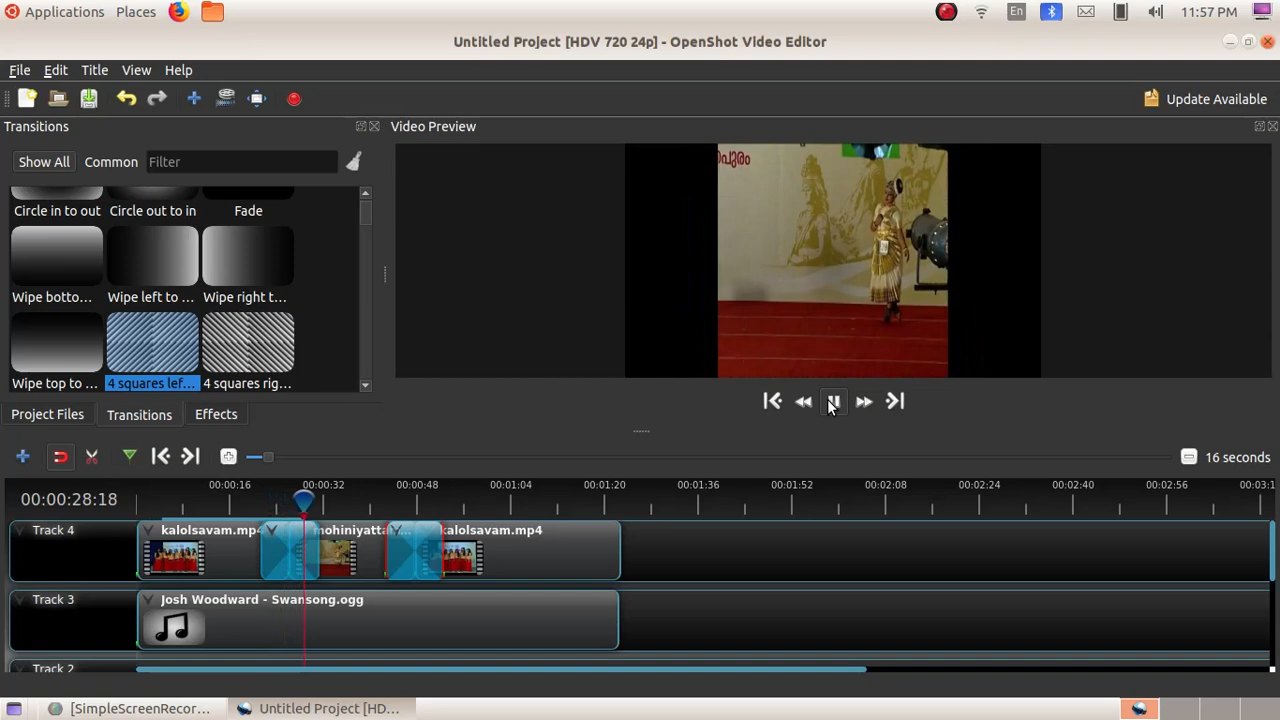 Applications Places En 11:57 PM
Untitled Project [HDV 720 24p] - OpenShot Video Editor
File Edit Title View Help
Update Available
Transitions Video Preview
Show All Common Filter
പുരം
Circle in to out Circle out to in Fade
Wipe botto... Wipe left to ... Wipe right t...
Wipe top to ... 4 squares lef... 4 squares rig...
Project Files Transitions Effects
16 seconds
00:00:28:18 00:00:16 00:00:32 00:00:48 00:01:04 00:01:20 00:01:36 00:01:52 00:02:08 00:02:24 00:02:40 00:02:56 00:03:1
Track 4 kalolsavam.mp4 mohiniyatta kalolsavam.mp4
Track 3 Josh Woodward - Swansong.ogg
Track 2
[SimpleScreenRecor... Untitled Project [HD...